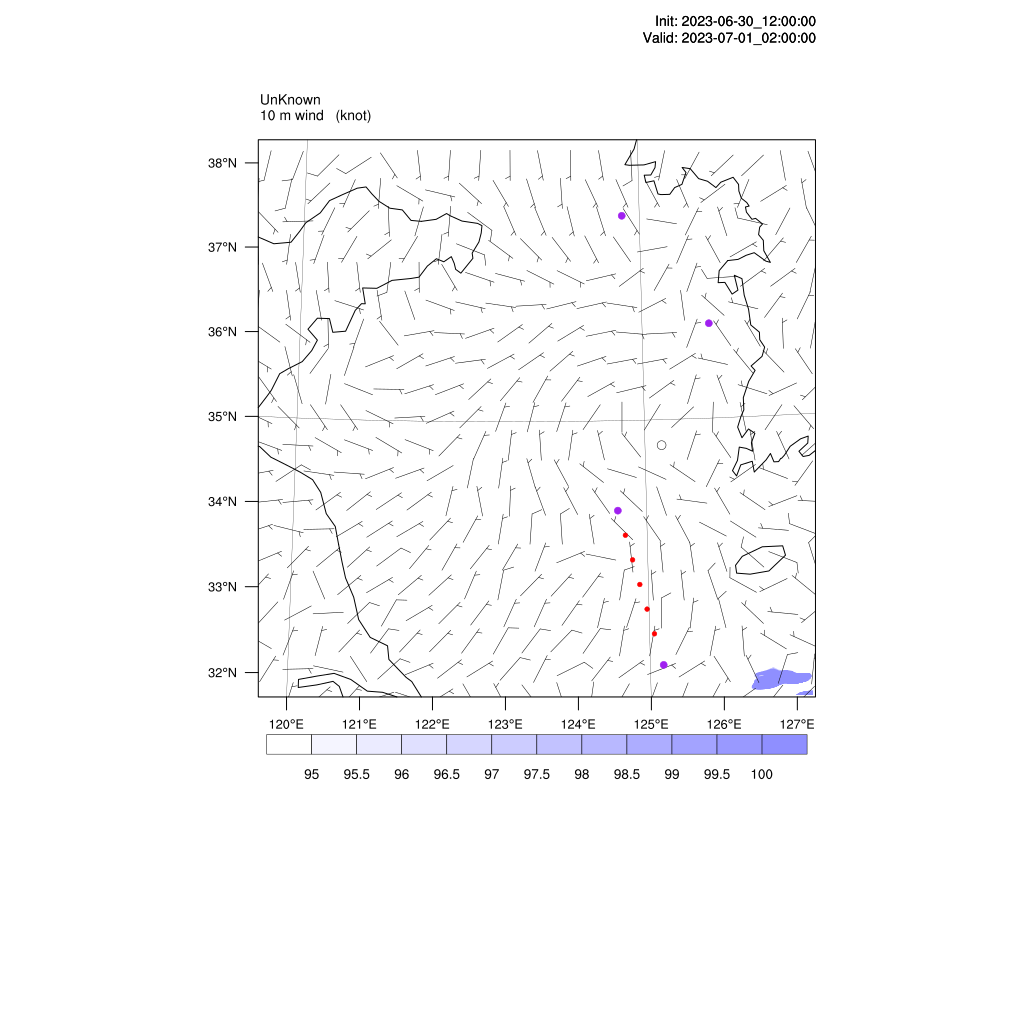 Init: 2023-06-30_12:00:00
Valid: 2023-07-01_02:00:00
UnKnown
10 m wind (knot)
38°N
37°N
36°N
35°N
34°N
33°N
32°N
120°E 121°E 122°E 123°E 124°E 125°E 126°E 127°E
95 95.5 96 96.5 97 97.5 98 98.5 99 99.5 100